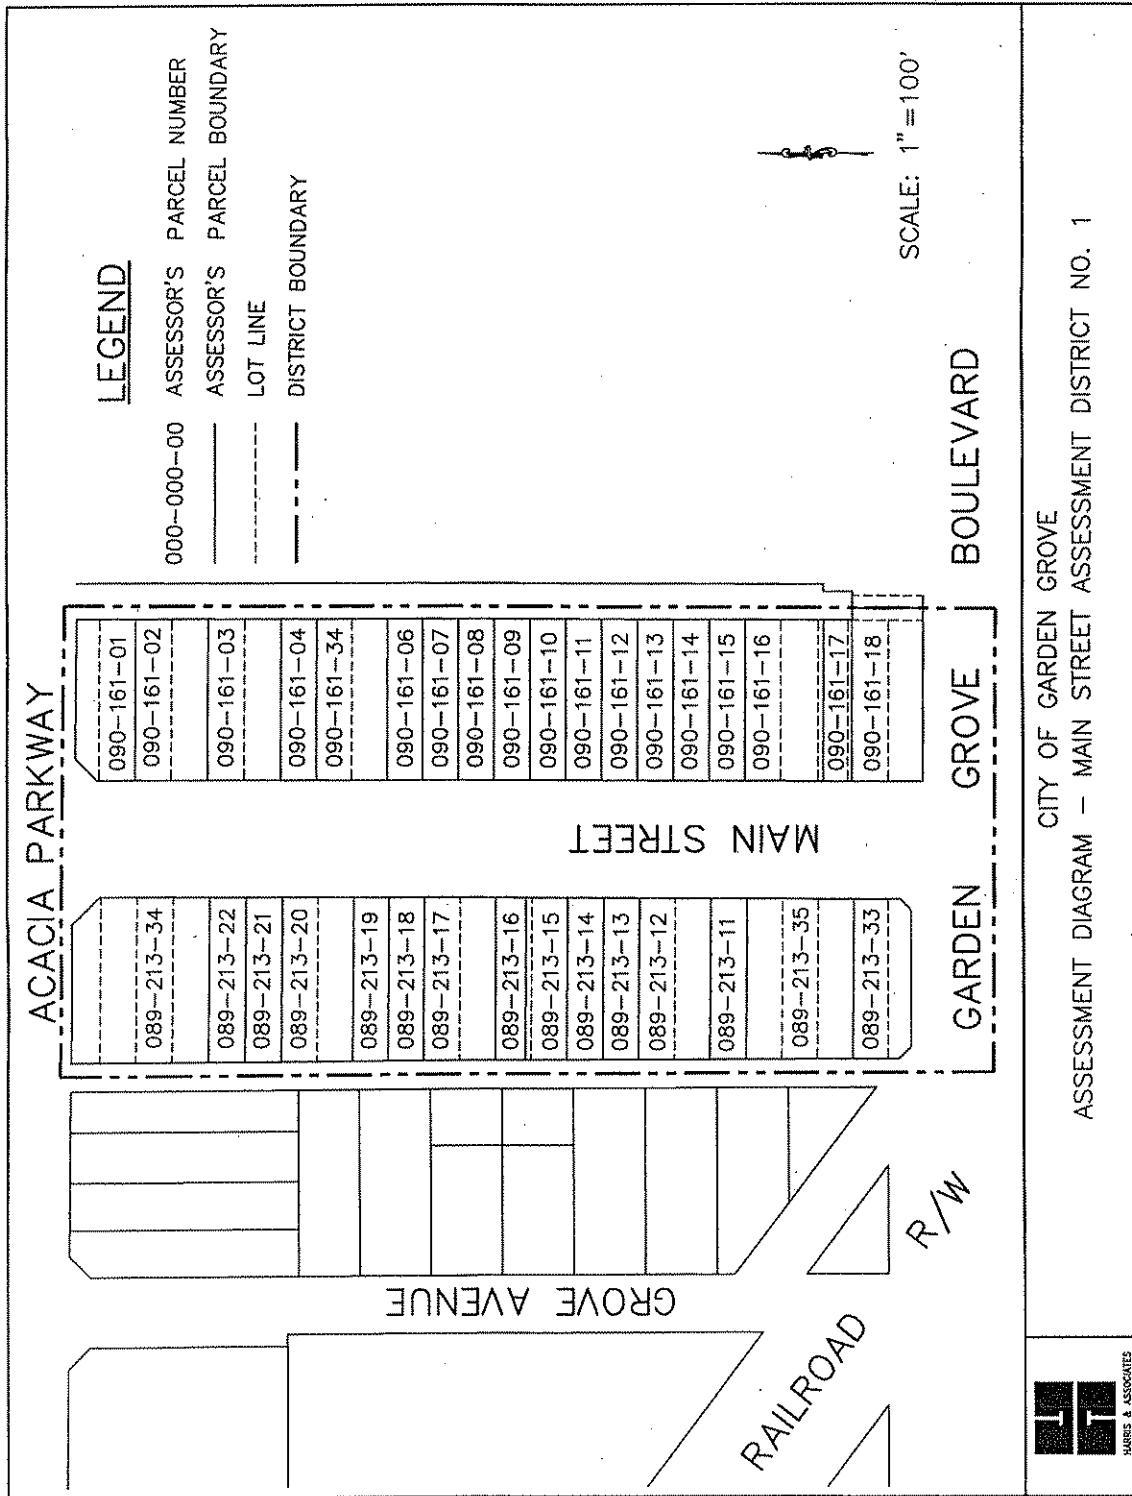 ACACIA PARKWAY
LEGEND
000-000-00 ASSESSOR'S PARCEL NUMBER
ASSESSOR'S PARCEL BOUNDARY
LOT LINE
DISTRICT BOUNDARY
089-213-34
089-213-22
089-213-21
089-213-20
089-213-19
089-213-18
089-213-17
089-213-16
089-213-15
089-213-14
089-213-13
089-213-12
089-213-11
089-213-35
089-213-33
MAIN STREET
090-161-01
090-161-02
090-161-03
090-161-04
090-161-34
090-161-06
090-161-07
090-161-08
090-161-09
090-161-10
090-161-11
090-161-12
090-161-13
090-161-14
090-161-15
090-161-16
090-161-17
090-161-18
GROVE AVENUE
RAILROAD R/W
GARDEN GROVE BOULEVARD
SCALE: 1"=100'
HARRIS & ASSOCIATES
CITY OF GARDEN GROVE
ASSESSMENT DIAGRAM – MAIN STREET ASSESSMENT DISTRICT NO. 1